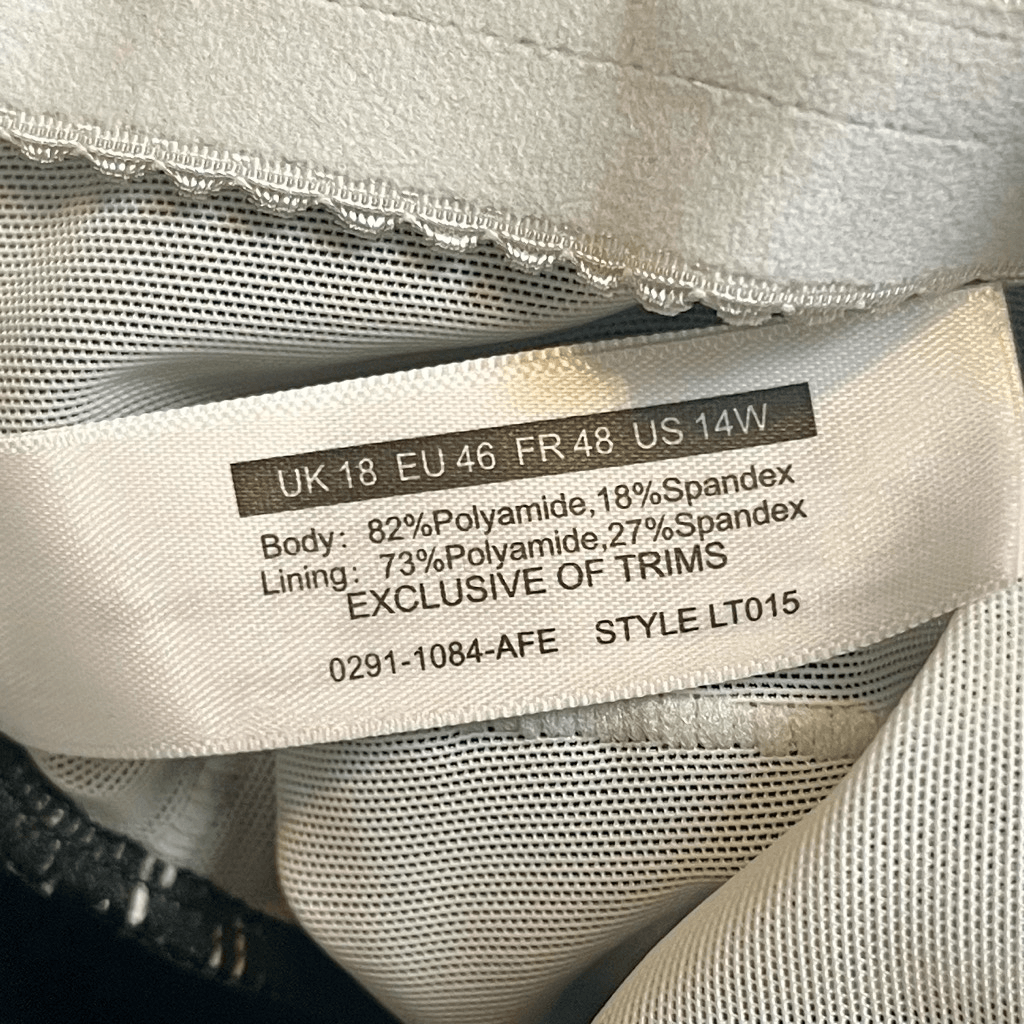 UK 18 EU 46 FR 48 US 14W
Body: 82%Polyamide,18%Spandex
Lining: 73%Polyamide,27%Spandex
EXCLUSIVE OF TRIMS
0291-1084-AFE STYLE LT015